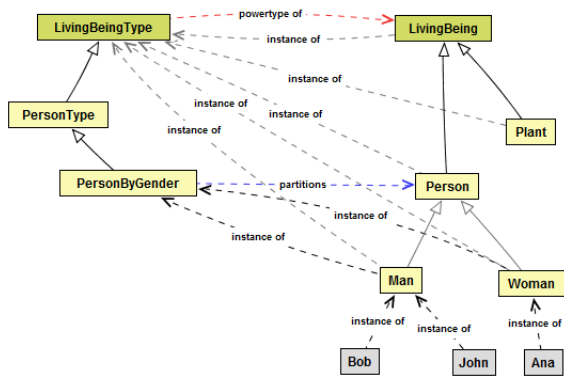 powertype of
LivingBeingType
LivingBeing
instance of
instance of
instance of
instance of
PersonType
instance of
Plant
PersonByGender
partitions
Person
instance of
instance of
Man
Woman
instance of
instance of
instance of
Bob
John
Ana